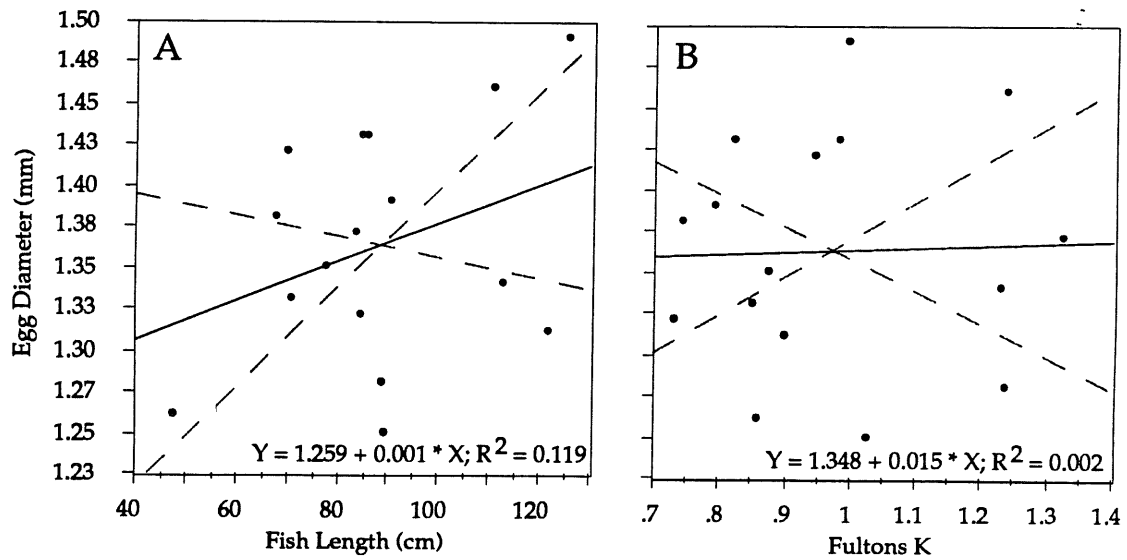 A
B
Egg Diameter (mm)
1.50
1.48
1.45
1.43
1.40
1.38
1.35
1.33
1.30
1.27
1.25
1.23
Y = 1.259 + 0.001 * X; R² = 0.119
Y = 1.348 + 0.015 * X; R² = 0.002
40 60 80 100 120
.7 .8 .9 1 1.1 1.2 1.3 1.4
Fish Length (cm)
Fultons K